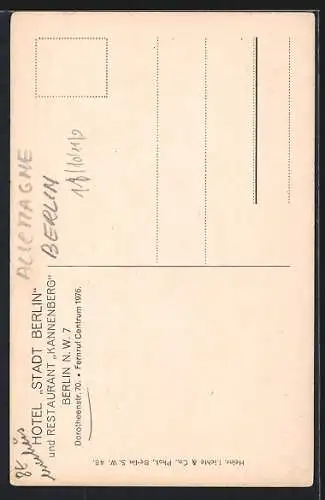 ALLEMAGNE
BERLIN
HOTEL „STADT BERLIN"
und RESTAURANT „KANNENBERG"
BERLIN N.W. 7
Dorotheenstr. 70. • Fernruf Centrum 1976.
Heinr. Lichte & Co., Phot., Berlin S.W. 48.